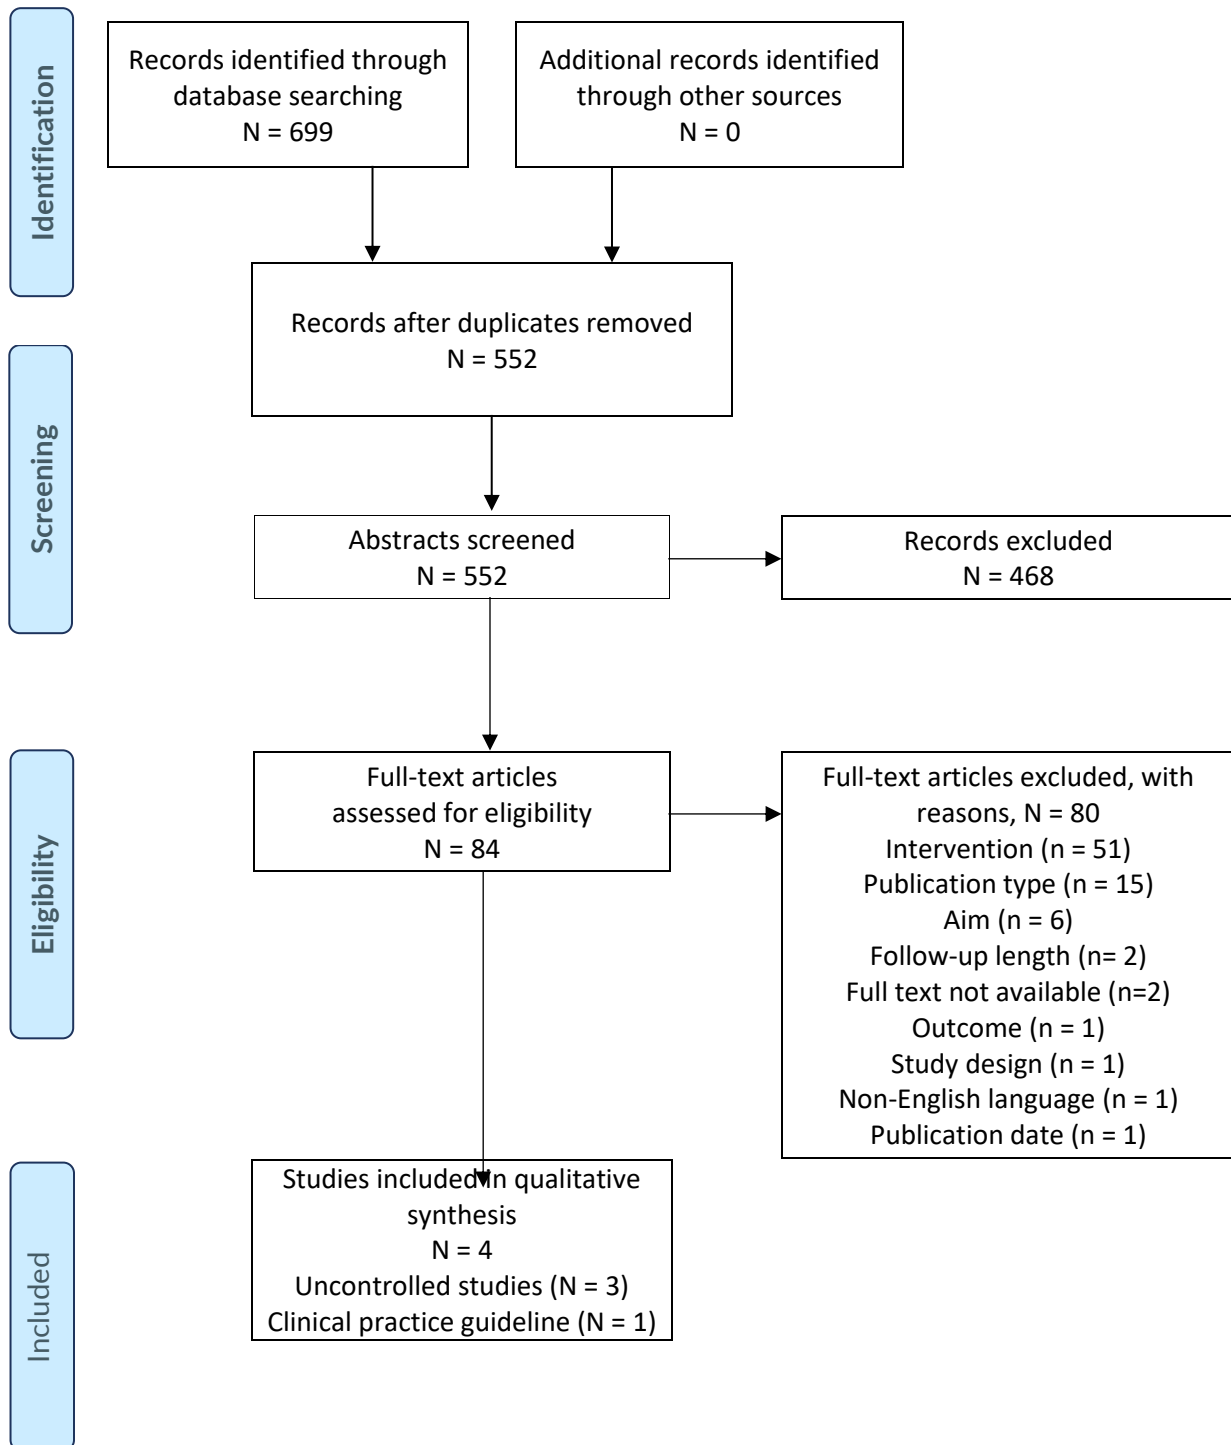 Identification
Records identified through
database searching
N = 699
Additional records identified
through other sources
N = 0
Records after duplicates removed
N = 552
Screening
Abstracts screened
N = 552
Records excluded
N = 468
Eligibility
Full-text articles
assessed for eligibility
N = 84
Full-text articles excluded, with
reasons, N = 80
Intervention (n = 51)
Publication type (n = 15)
Aim (n = 6)
Follow-up length (n= 2)
Full text not available (n=2)
Outcome (n = 1)
Study design (n = 1)
Non-English language (n = 1)
Publication date (n = 1)
Included
Studies included in qualitative
synthesis
N = 4
Uncontrolled studies (N = 3)
Clinical practice guideline (N = 1)